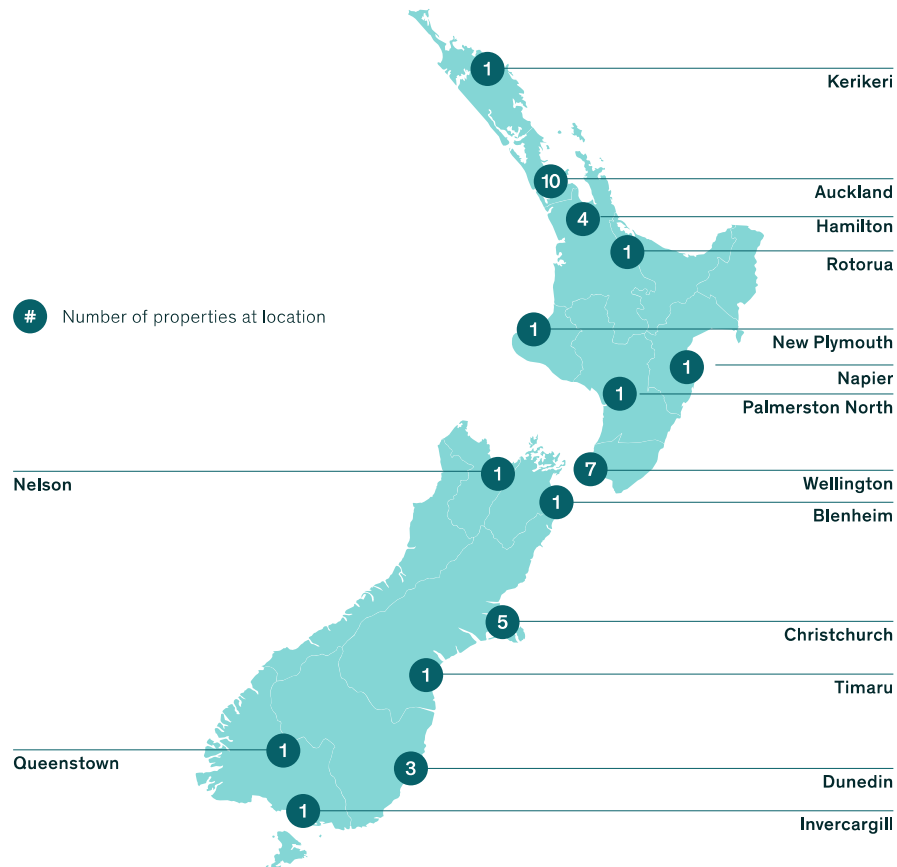 1
Kerikeri
10
Auckland
4
Hamilton
1
Rotorua
# Number of properties at location
1
New Plymouth
1
Napier
1
Palmerston North
7
Wellington
1
Nelson
1
Blenheim
5
Christchurch
1
Timaru
1
Queenstown
3
Dunedin
1
Invercargill